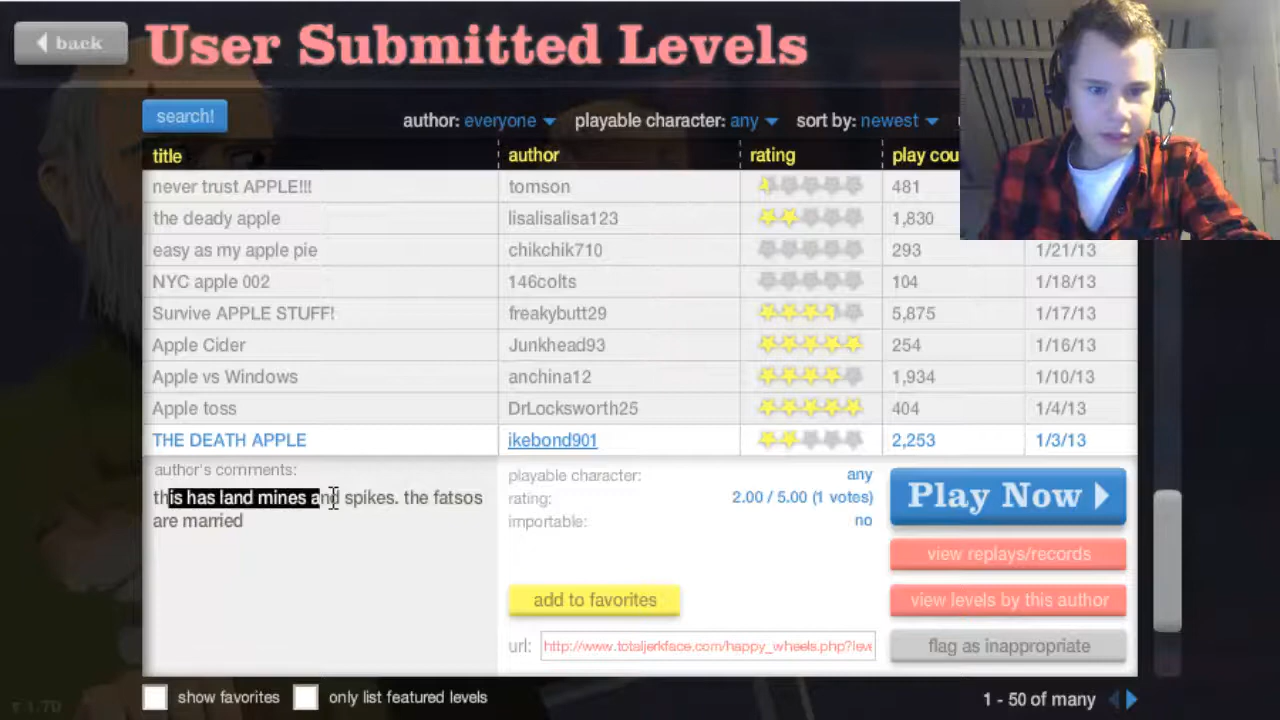 back
User Submitted Levels
search!
author: everyone
playable character: any
sort by: newest
title author rating play cou
never trust APPLE!!! tomson 481
the deady apple lisalisalisa123 1,830
easy as my apple pie chikchik710 293 1/21/13
NYC apple 002 146colts 104 1/18/13
Survive APPLE STUFF! freakybutt29 5,875 1/17/13
Apple Cider Junkhead93 254 1/16/13
Apple vs Windows anchina12 1,934 1/10/13
Apple toss DrLocksworth25 404 1/4/13
THE DEATH APPLE ikebond901 2,253 1/3/13
author's comments:
this has land mines and spikes. the fatsos
are married
playable character: any
rating: 2.00 / 5.00 (1 votes)
importable: no
Play Now
view replays/records
add to favorites
view levels by this author
url: http://www.totaljerkface.com/happy_wheels.php?leve
flag as inappropriate
show favorites
only list featured levels
1 - 50 of many
v 1.70